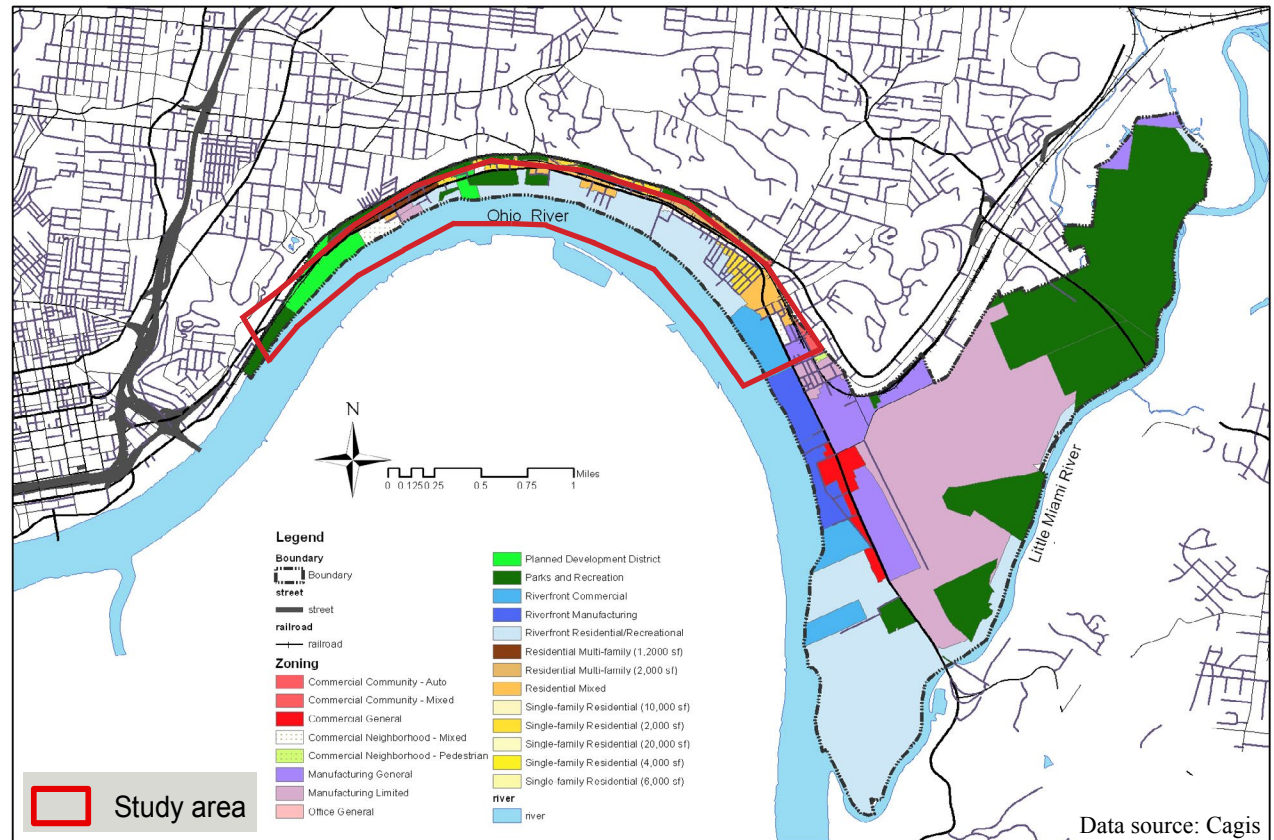 Ohio River
Little Miami River
N
Miles
0 0.125 0.25 0.5 0.75 1
Legend
Boundary
Boundary
street
street
railroad
railroad
Zoning
Commercial Community - Auto
Commercial Community - Mixed
Commercial General
Commercial Neighborhood - Mixed
Commercial Neighborhood - Pedestrian
Manufacturing General
Manufacturing Limited
Office General
Planned Development District
Parks and Recreation
Riverfront Commercial
Riverfront Manufacturing
Riverfront Residential/Recreational
Residential Multi-family (1,2000 sf)
Residential Multi-family (2,000 sf)
Residential Mixed
Single-family Residential (10,000 sf)
Single-family Residential (2,000 sf)
Single-family Residential (20,000 sf)
Single-family Residential (4,000 sf)
Single-family Residential (6,000 sf)
river
river
Study area
Data source: Cagis